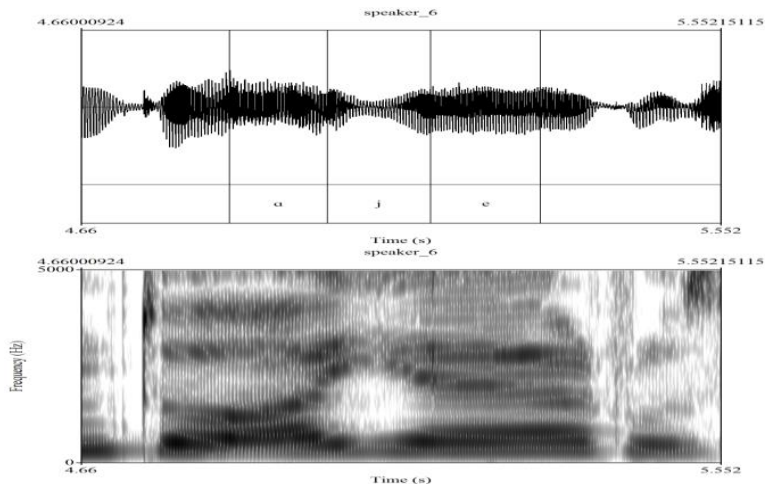 speaker_6
4.66000924 5.55215115
a j e
4.66 5.552
Time (s)
speaker_6
4.66000924 5.55215115
5000
Frequency (Hz)
0
4.66 5.552
Time (s)